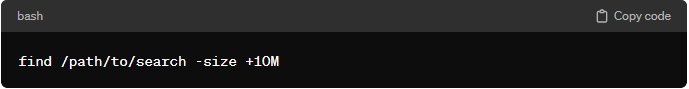 bash
Copy code
find /path/to/search -size +10M